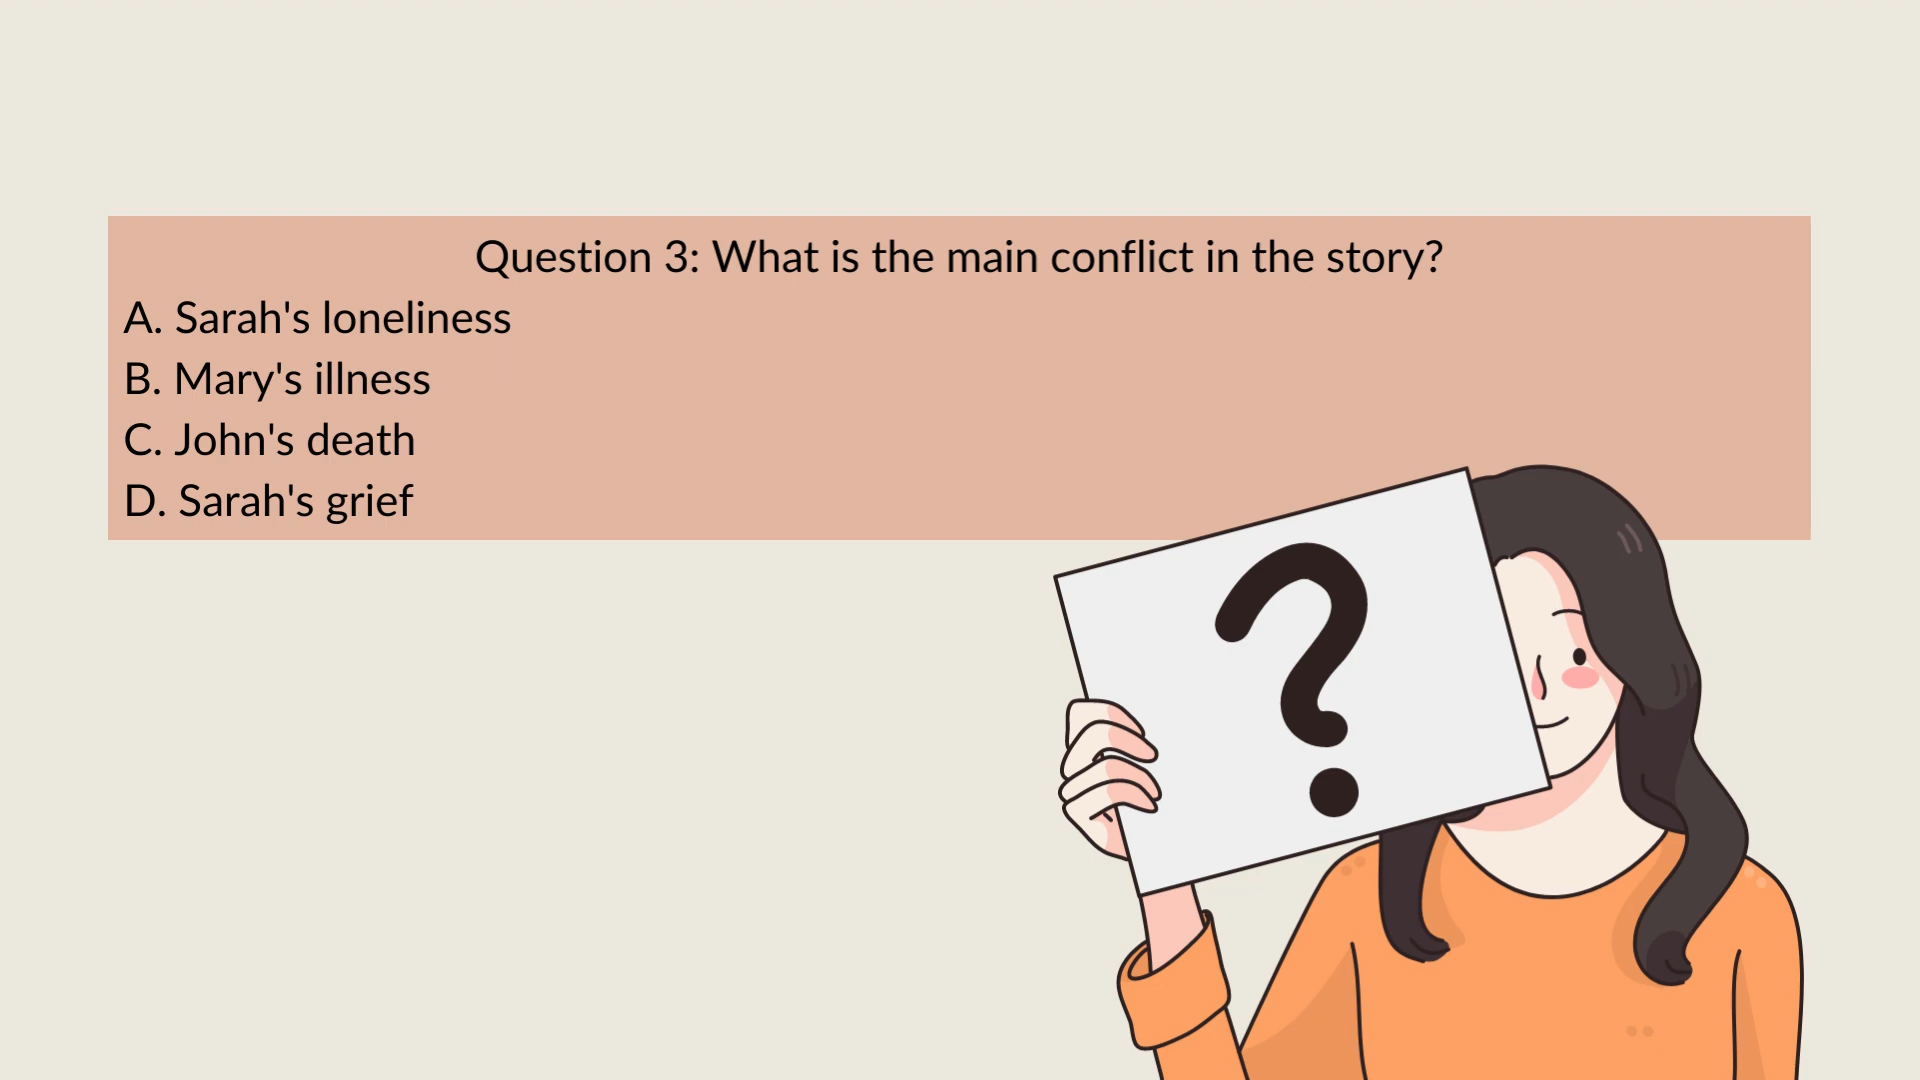 Question 3: What is the main conflict in the story?
A. Sarah's loneliness
B. Mary's illness
C. John's death
D. Sarah's grief
?